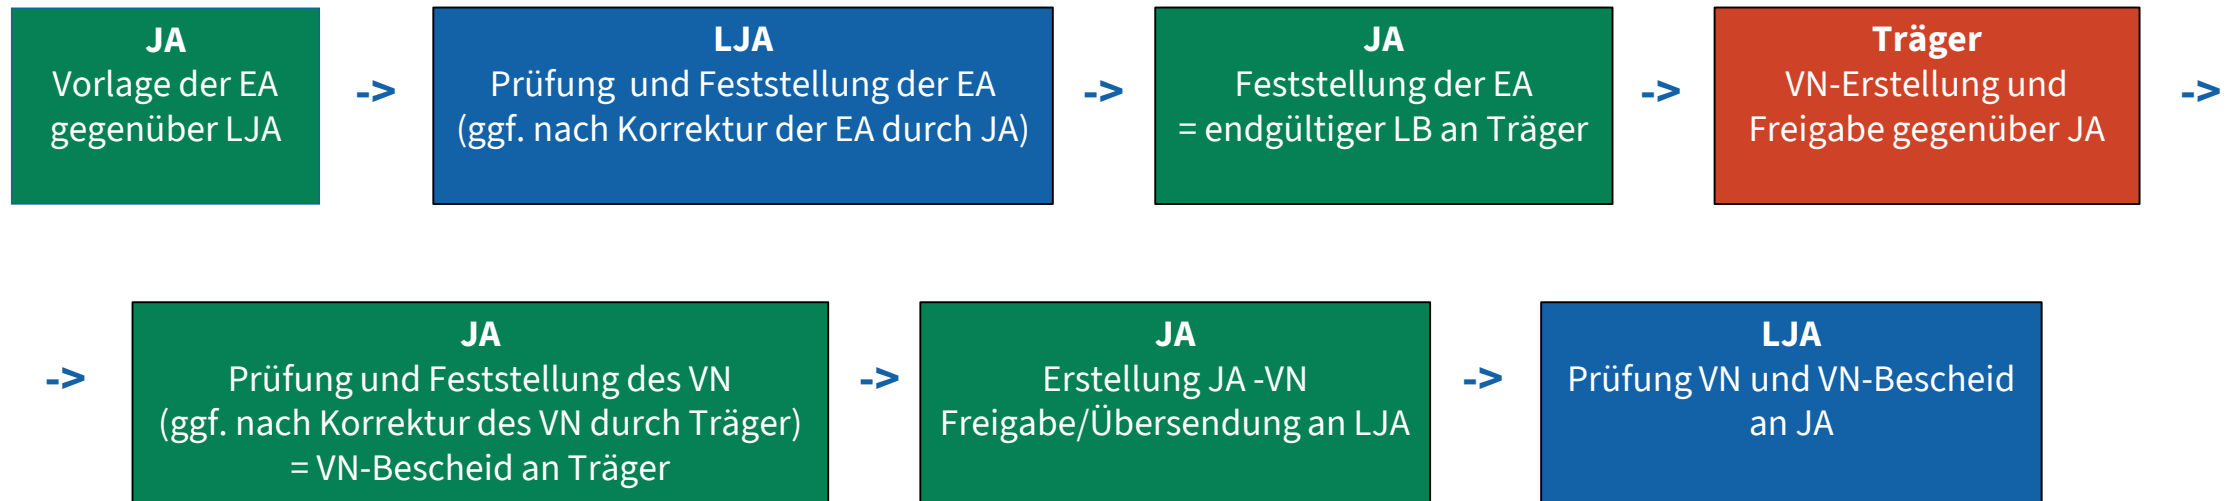 JA
Vorlage der EA
gegenüber LJA
->
LJA
Prüfung und Feststellung der EA
(ggf. nach Korrektur der EA durch JA)
->
JA
Feststellung der EA
= endgültiger LB an Träger
->
Träger
VN-Erstellung und
Freigabe gegenüber JA
->
->
JA
Prüfung und Feststellung des VN
(ggf. nach Korrektur des VN durch Träger)
= VN-Bescheid an Träger
->
JA
Erstellung JA -VN
Freigabe/Übersendung an LJA
->
LJA
Prüfung VN und VN-Bescheid
an JA